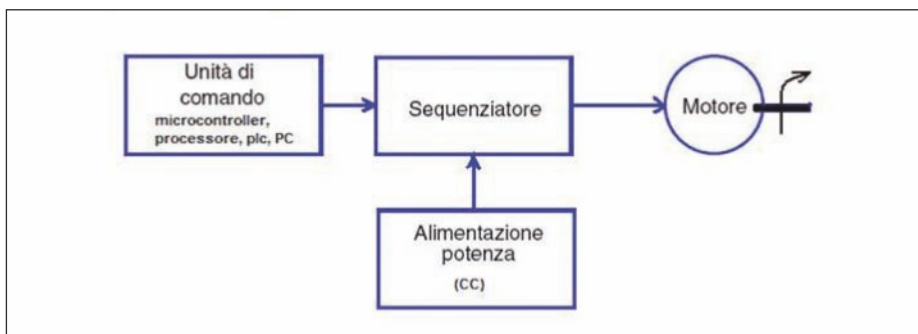 Unità di
comando
microcontroller,
processore, plc, PC
Sequenziatore
Motore
Alimentazione
potenza
(CC)